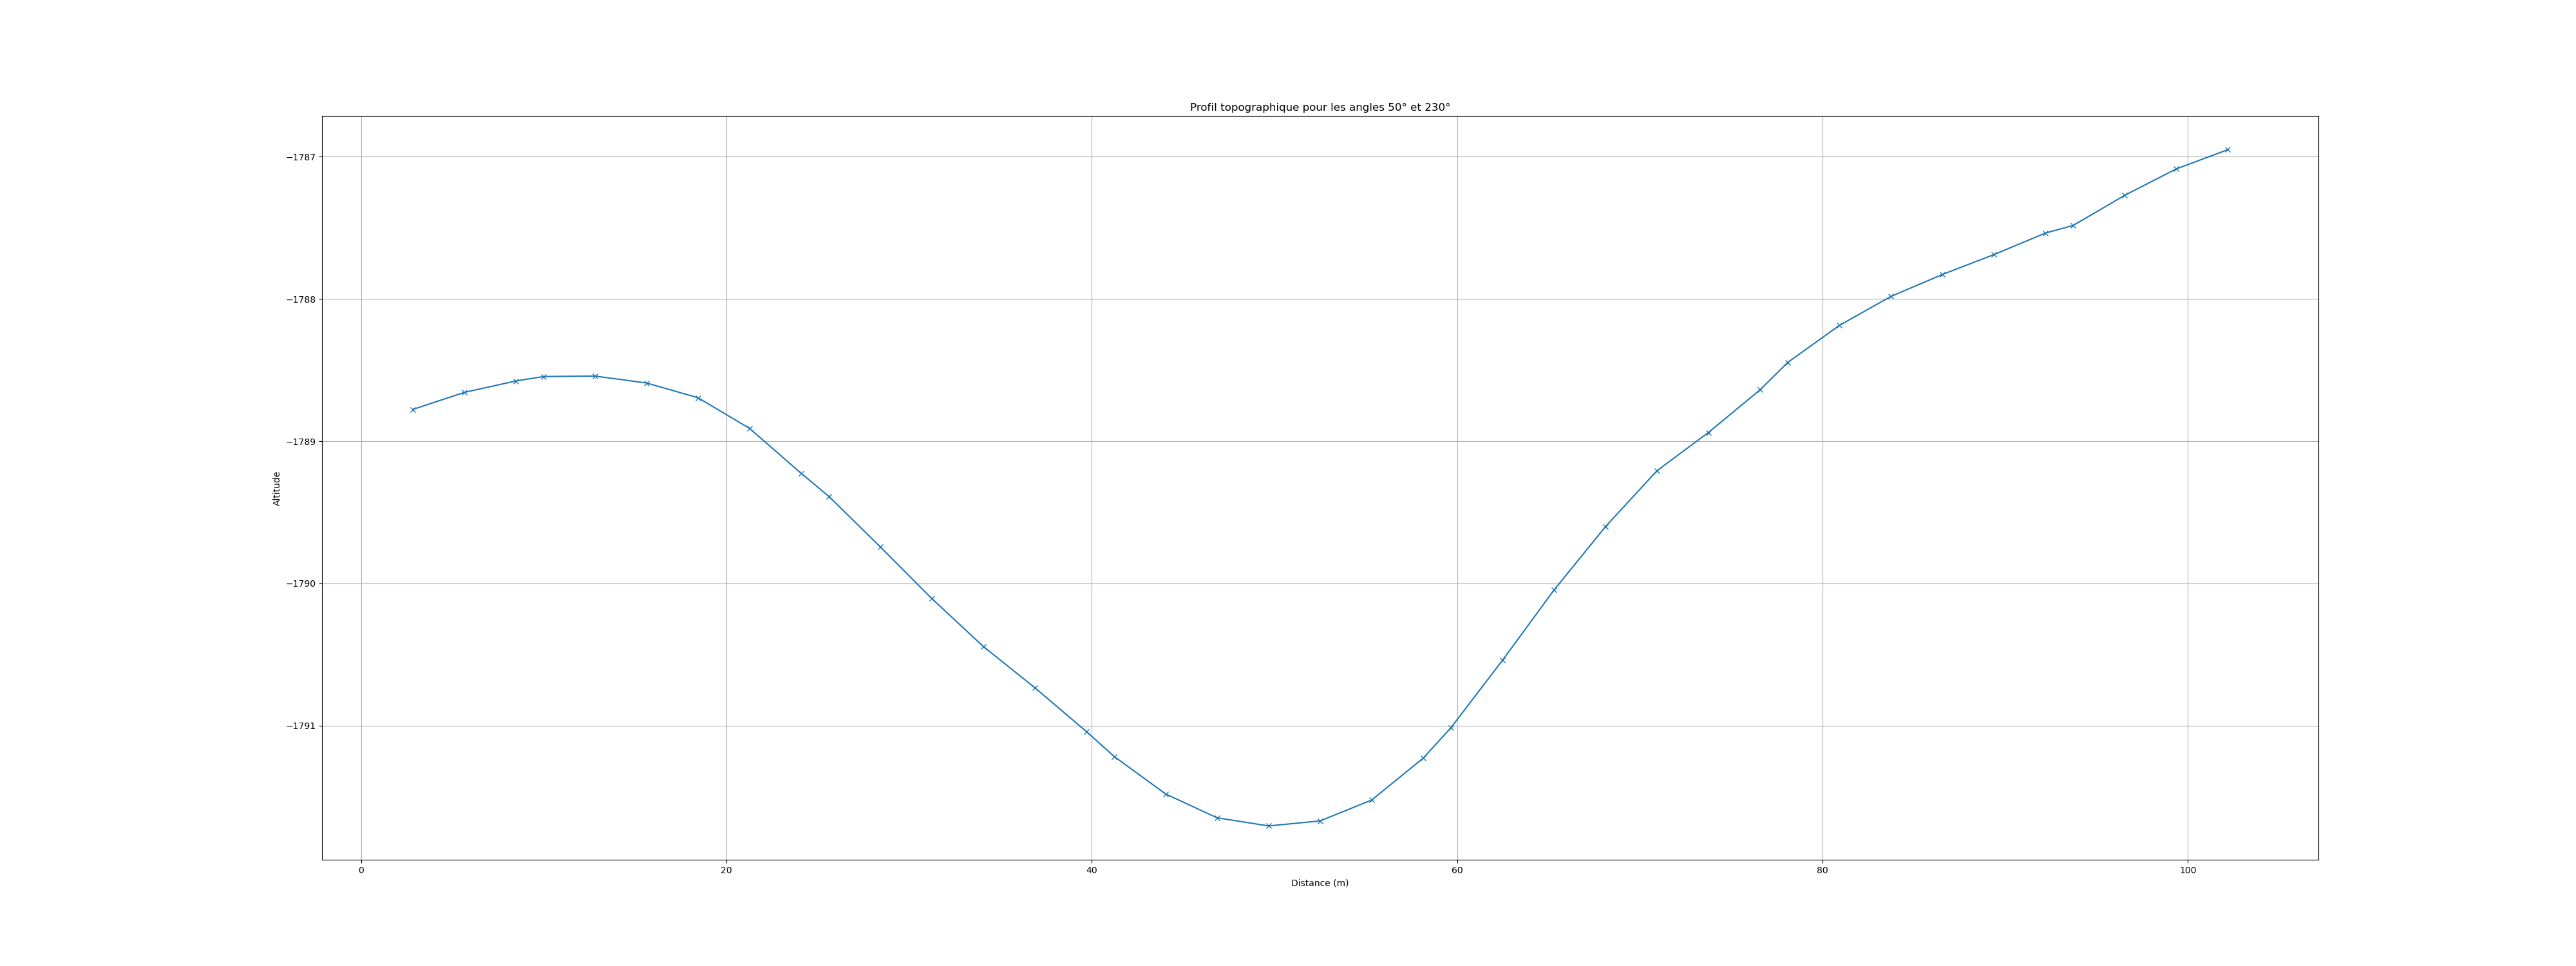 Profil topographique pour les angles 50° et 230°
Altitude
−1787
−1788
−1789
−1790
−1791
0 20 40 60 80 100
Distance (m)